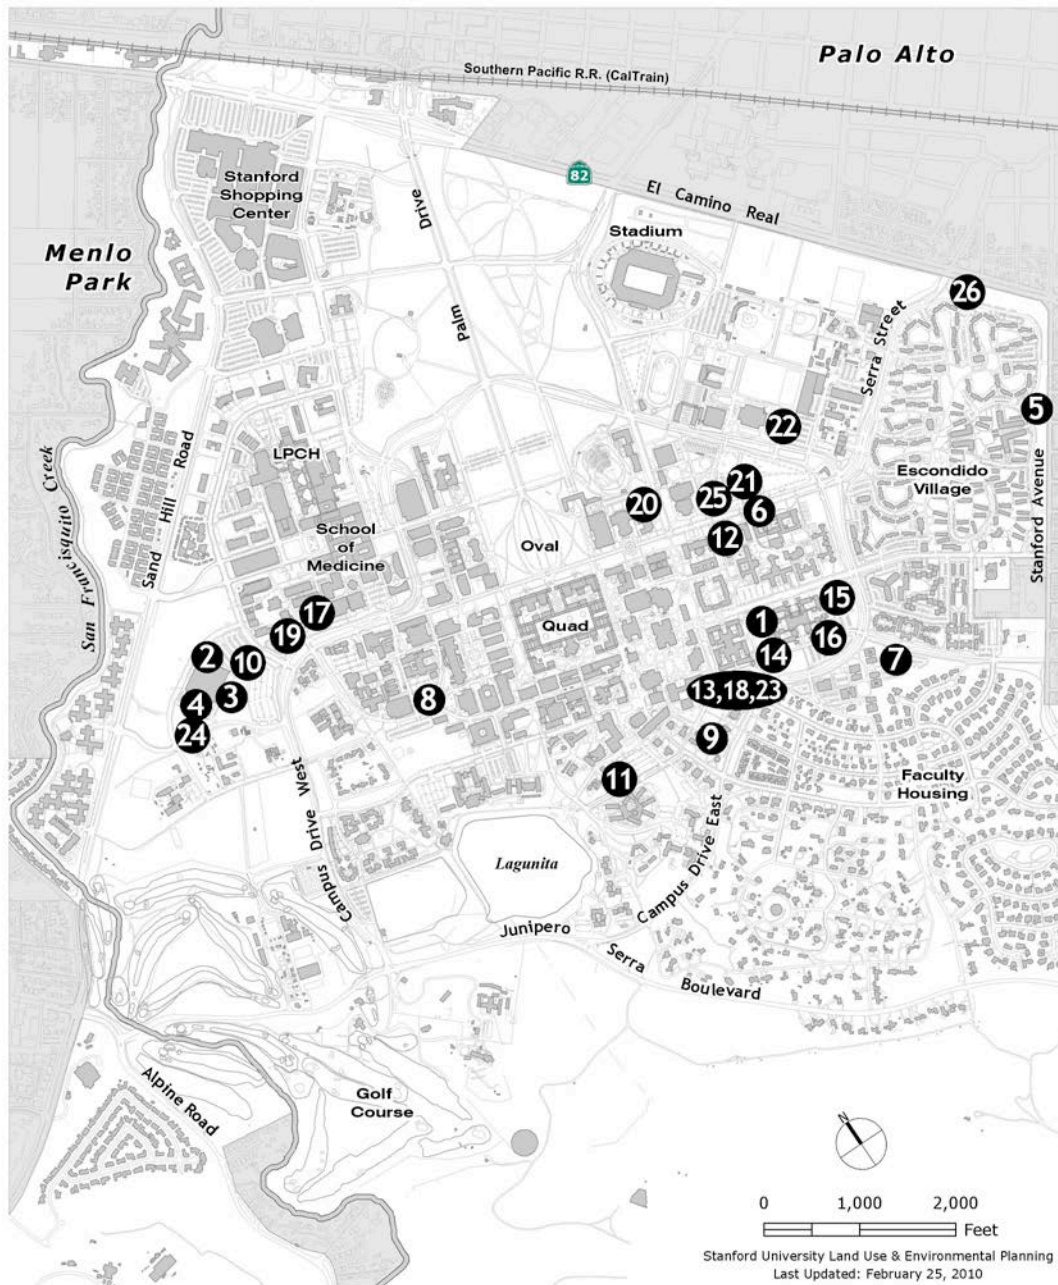 Palo Alto
Southern Pacific R.R. (CalTrain)
82
El Camino Real
Stanford
Shopping
Center
Drive
Palm
Stadium
Menlo
Park
26
Serra Street
5
22
LPCH
Escondido
Village
San Francisquito Creek
Sand Hill Road
21
25
20
6
Stanford Avenue
School
of
Medicine
Oval
12
15
17
1
Quad
19
16
2
10
14
7
3
13,18,23
4
8
24
9
11
Faculty
Housing
Campus Drive West
Campus Drive East
Lagunita
Junipero
Serra
Boulevard
Alpine Road
Golf
Course
N
0 1,000 2,000
Feet
Stanford University Land Use & Environmental Planning
Last Updated: February 25, 2010